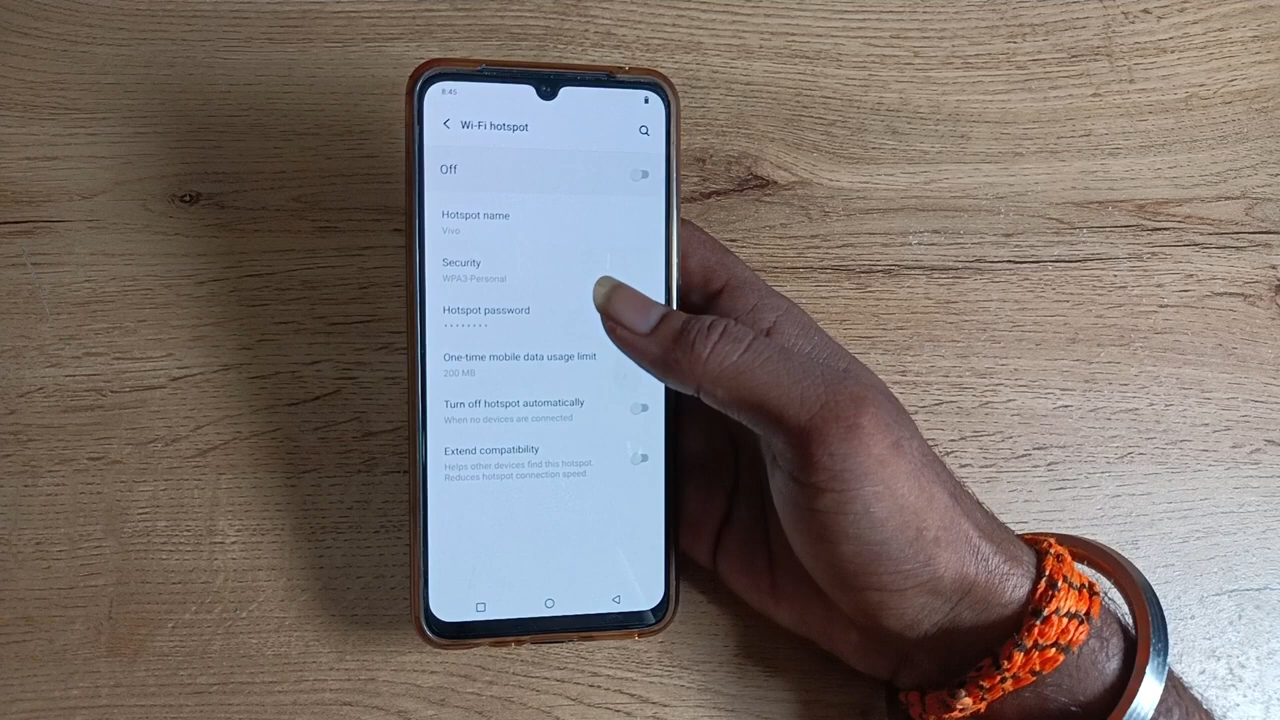 8:45
Wi-Fi hotspot
Off
Hotspot name
Vivo
Security
WPA3-Personal
Hotspot password
••••••••
One-time mobile data usage limit
200 MB
Turn off hotspot automatically
When no devices are connected
Extend compatibility
Helps other devices find this hotspot.
Reduces hotspot connection speed.